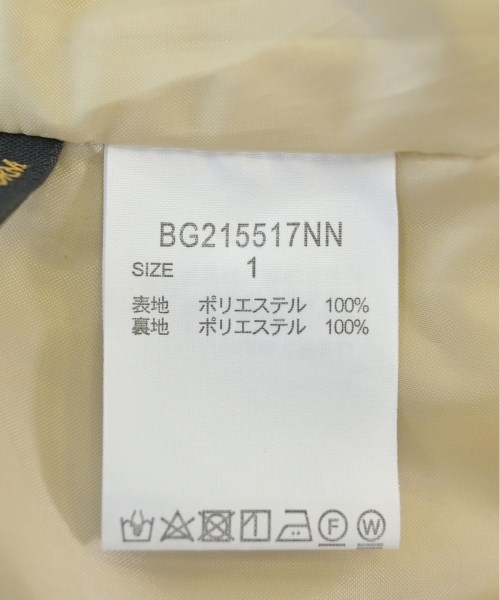 BG215517NN
SIZE 1
表地 ポリエステル 100%
裏地 ポリエステル 100%
F W